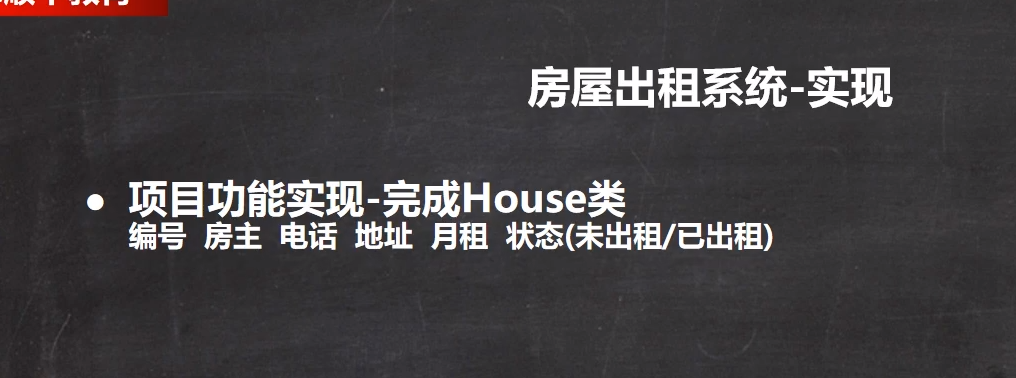 房屋出租系统-实现
● 项目功能实现-完成House类
编号 房主 电话 地址 月租 状态(未出租/已出租)